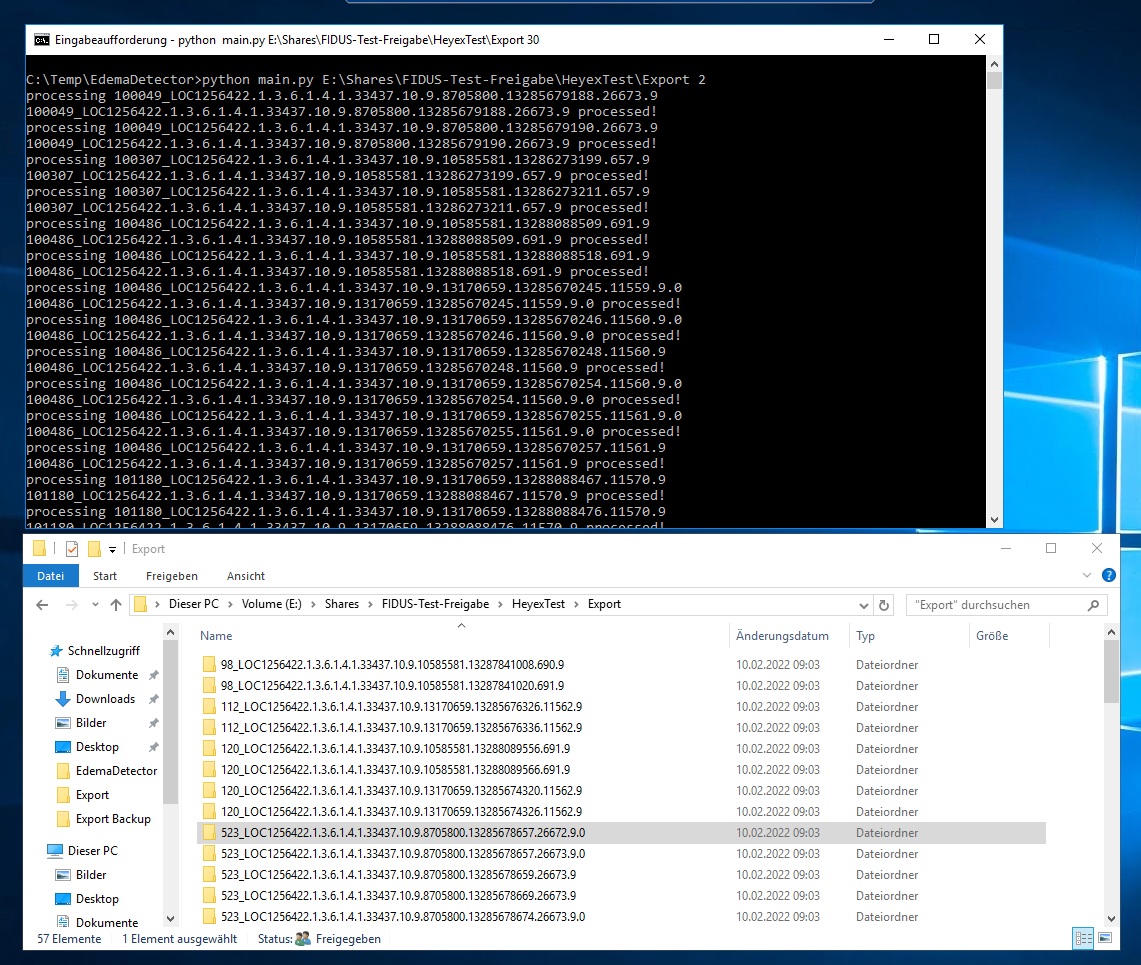 Eingabeaufforderung - python  main.py E:\Shares\FIDUS-Test-Freigabe\HeyexTest\Export 30
C:\Temp\EdemaDetector>python main.py E:\Shares\FIDUS-Test-Freigabe\HeyexTest\Export 2
processing 100049_LOC1256422.1.3.6.1.4.1.33437.10.9.8705800.13285679188.26673.9
100049_LOC1256422.1.3.6.1.4.1.33437.10.9.8705800.13285679188.26673.9 processed!
processing 100049_LOC1256422.1.3.6.1.4.1.33437.10.9.8705800.13285679190.26673.9
100049_LOC1256422.1.3.6.1.4.1.33437.10.9.8705800.13285679190.26673.9 processed!
processing 100307_LOC1256422.1.3.6.1.4.1.33437.10.9.10585581.13286273199.657.9
100307_LOC1256422.1.3.6.1.4.1.33437.10.9.10585581.13286273199.657.9 processed!
processing 100307_LOC1256422.1.3.6.1.4.1.33437.10.9.10585581.13286273211.657.9
100307_LOC1256422.1.3.6.1.4.1.33437.10.9.10585581.13286273211.657.9 processed!
processing 100486_LOC1256422.1.3.6.1.4.1.33437.10.9.10585581.13288088509.691.9
100486_LOC1256422.1.3.6.1.4.1.33437.10.9.10585581.13288088509.691.9 processed!
processing 100486_LOC1256422.1.3.6.1.4.1.33437.10.9.10585581.13288088518.691.9
100486_LOC1256422.1.3.6.1.4.1.33437.10.9.10585581.13288088518.691.9 processed!
processing 100486_LOC1256422.1.3.6.1.4.1.33437.10.9.13170659.13285670245.11559.9.0
100486_LOC1256422.1.3.6.1.4.1.33437.10.9.13170659.13285670245.11559.9.0 processed!
processing 100486_LOC1256422.1.3.6.1.4.1.33437.10.9.13170659.13285670246.11560.9.0
100486_LOC1256422.1.3.6.1.4.1.33437.10.9.13170659.13285670246.11560.9.0 processed!
processing 100486_LOC1256422.1.3.6.1.4.1.33437.10.9.13170659.13285670248.11560.9
100486_LOC1256422.1.3.6.1.4.1.33437.10.9.13170659.13285670248.11560.9 processed!
processing 100486_LOC1256422.1.3.6.1.4.1.33437.10.9.13170659.13285670254.11560.9.0
100486_LOC1256422.1.3.6.1.4.1.33437.10.9.13170659.13285670254.11560.9.0 processed!
processing 100486_LOC1256422.1.3.6.1.4.1.33437.10.9.13170659.13285670255.11561.9.0
100486_LOC1256422.1.3.6.1.4.1.33437.10.9.13170659.13285670255.11561.9.0 processed!
processing 100486_LOC1256422.1.3.6.1.4.1.33437.10.9.13170659.13285670257.11561.9
100486_LOC1256422.1.3.6.1.4.1.33437.10.9.13170659.13285670257.11561.9 processed!
processing 101180_LOC1256422.1.3.6.1.4.1.33437.10.9.13170659.13288088467.11570.9
101180_LOC1256422.1.3.6.1.4.1.33437.10.9.13170659.13288088467.11570.9 processed!
processing 101180_LOC1256422.1.3.6.1.4.1.33437.10.9.13170659.13288088476.11570.9
101180_LOC1256422.1.3.6.1.4.1.33437.10.9.13170659.13288088476.11570.9 processed!
Export
Datei Start Freigeben Ansicht
Dieser PC > Volume (E:) > Shares > FIDUS-Test-Freigabe > HeyexTest > Export
"Export" durchsuchen
Schnellzugriff
Dokumente
Downloads
Bilder
Desktop
EdemaDetector
Export
Export Backup
Dieser PC
Bilder
Desktop
Dokumente
Name Änderungsdatum Typ Größe
98_LOC1256422.1.3.6.1.4.1.33437.10.9.10585581.13287841008.690.9 10.02.2022 09:03 Dateiordner
98_LOC1256422.1.3.6.1.4.1.33437.10.9.10585581.13287841020.691.9 10.02.2022 09:03 Dateiordner
112_LOC1256422.1.3.6.1.4.1.33437.10.9.13170659.13285676326.11562.9 10.02.2022 09:03 Dateiordner
112_LOC1256422.1.3.6.1.4.1.33437.10.9.13170659.13285676336.11562.9 10.02.2022 09:03 Dateiordner
120_LOC1256422.1.3.6.1.4.1.33437.10.9.10585581.13288089556.691.9 10.02.2022 09:03 Dateiordner
120_LOC1256422.1.3.6.1.4.1.33437.10.9.10585581.13288089566.691.9 10.02.2022 09:03 Dateiordner
120_LOC1256422.1.3.6.1.4.1.33437.10.9.13170659.13285674320.11562.9 10.02.2022 09:03 Dateiordner
120_LOC1256422.1.3.6.1.4.1.33437.10.9.13170659.13285674326.11562.9 10.02.2022 09:03 Dateiordner
523_LOC1256422.1.3.6.1.4.1.33437.10.9.8705800.13285678657.26672.9.0 10.02.2022 09:03 Dateiordner
523_LOC1256422.1.3.6.1.4.1.33437.10.9.8705800.13285678657.26673.9.0 10.02.2022 09:03 Dateiordner
523_LOC1256422.1.3.6.1.4.1.33437.10.9.8705800.13285678659.26673.9 10.02.2022 09:03 Dateiordner
523_LOC1256422.1.3.6.1.4.1.33437.10.9.8705800.13285678669.26673.9 10.02.2022 09:03 Dateiordner
523_LOC1256422.1.3.6.1.4.1.33437.10.9.8705800.13285678674.26673.9.0 10.02.2022 09:03 Dateiordner
57 Elemente 1 Element ausgewählt Status: Freigegeben